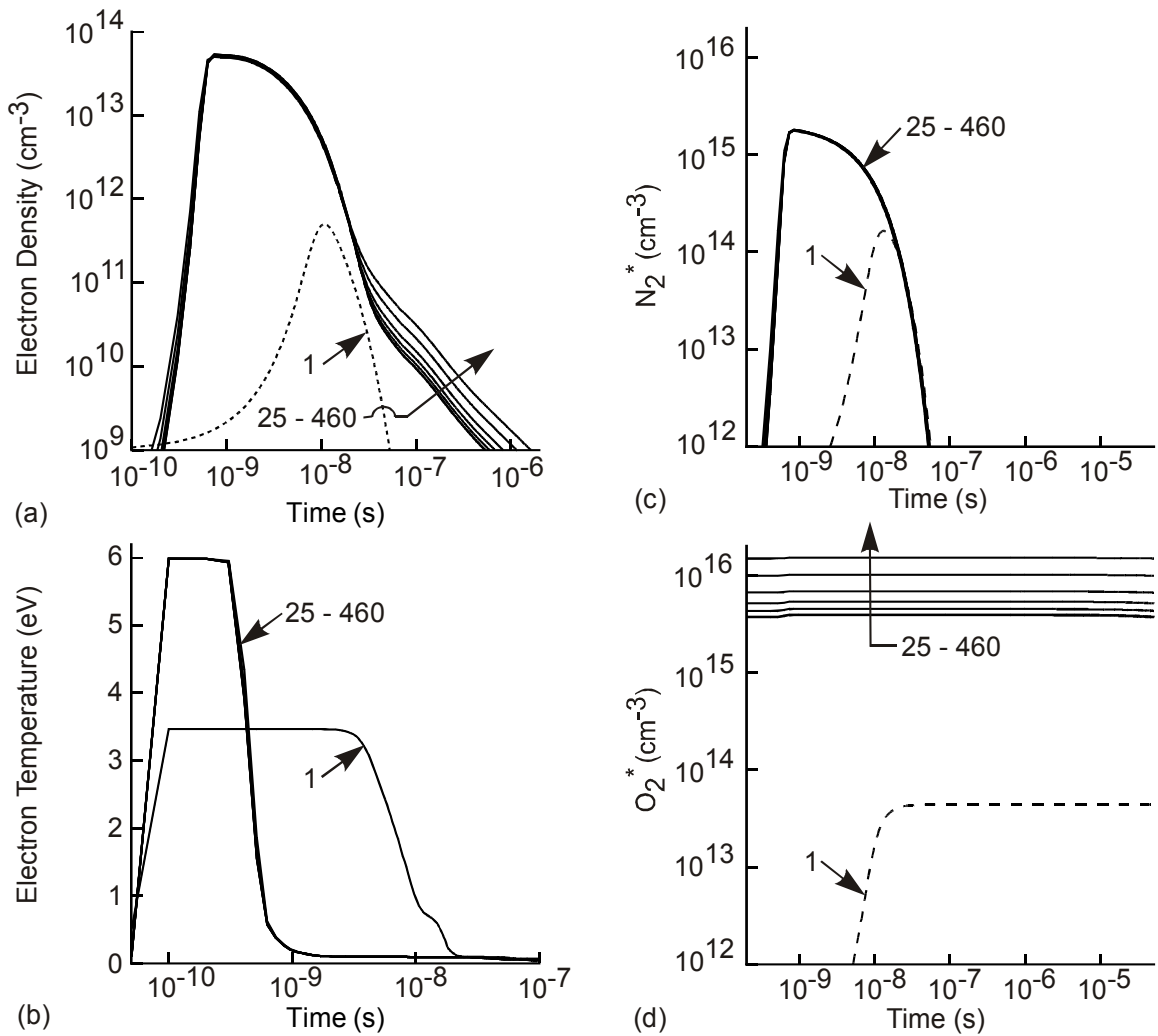 10^14
10^13
10^12
10^11
10^10
10^9
Electron Density (cm^-3)
1
25 - 460
10^-10
10^-9
10^-8
10^-7
10^-6
Time (s)
(a)
6
5
4
3
2
1
0
Electron Temperature (eV)
25 - 460
1
10^-10
10^-9
10^-8
10^-7
Time (s)
(b)
10^16
10^15
10^14
10^13
10^12
N2* (cm^-3)
25 - 460
1
10^-9
10^-8
10^-7
10^-6
10^-5
Time (s)
(c)
10^16
10^15
10^14
10^13
10^12
O2* (cm^-3)
25 - 460
1
10^-9
10^-8
10^-7
10^-6
10^-5
Time (s)
(d)